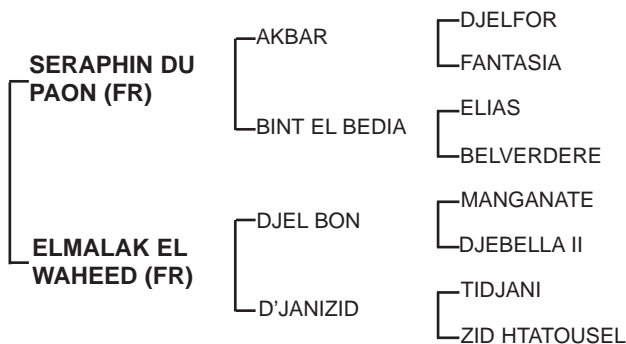 DJELFOR
AKBAR
FANTASIA
SERAPHIN DU
PAON (FR)
ELIAS
BINT EL BEDIA
BELVERDERE
MANGANATE
DJEL BON
DJEBELLA II
ELMALAK EL
WAHEED (FR)
TIDJANI
D’JANIZID
ZID HTATOUSEL